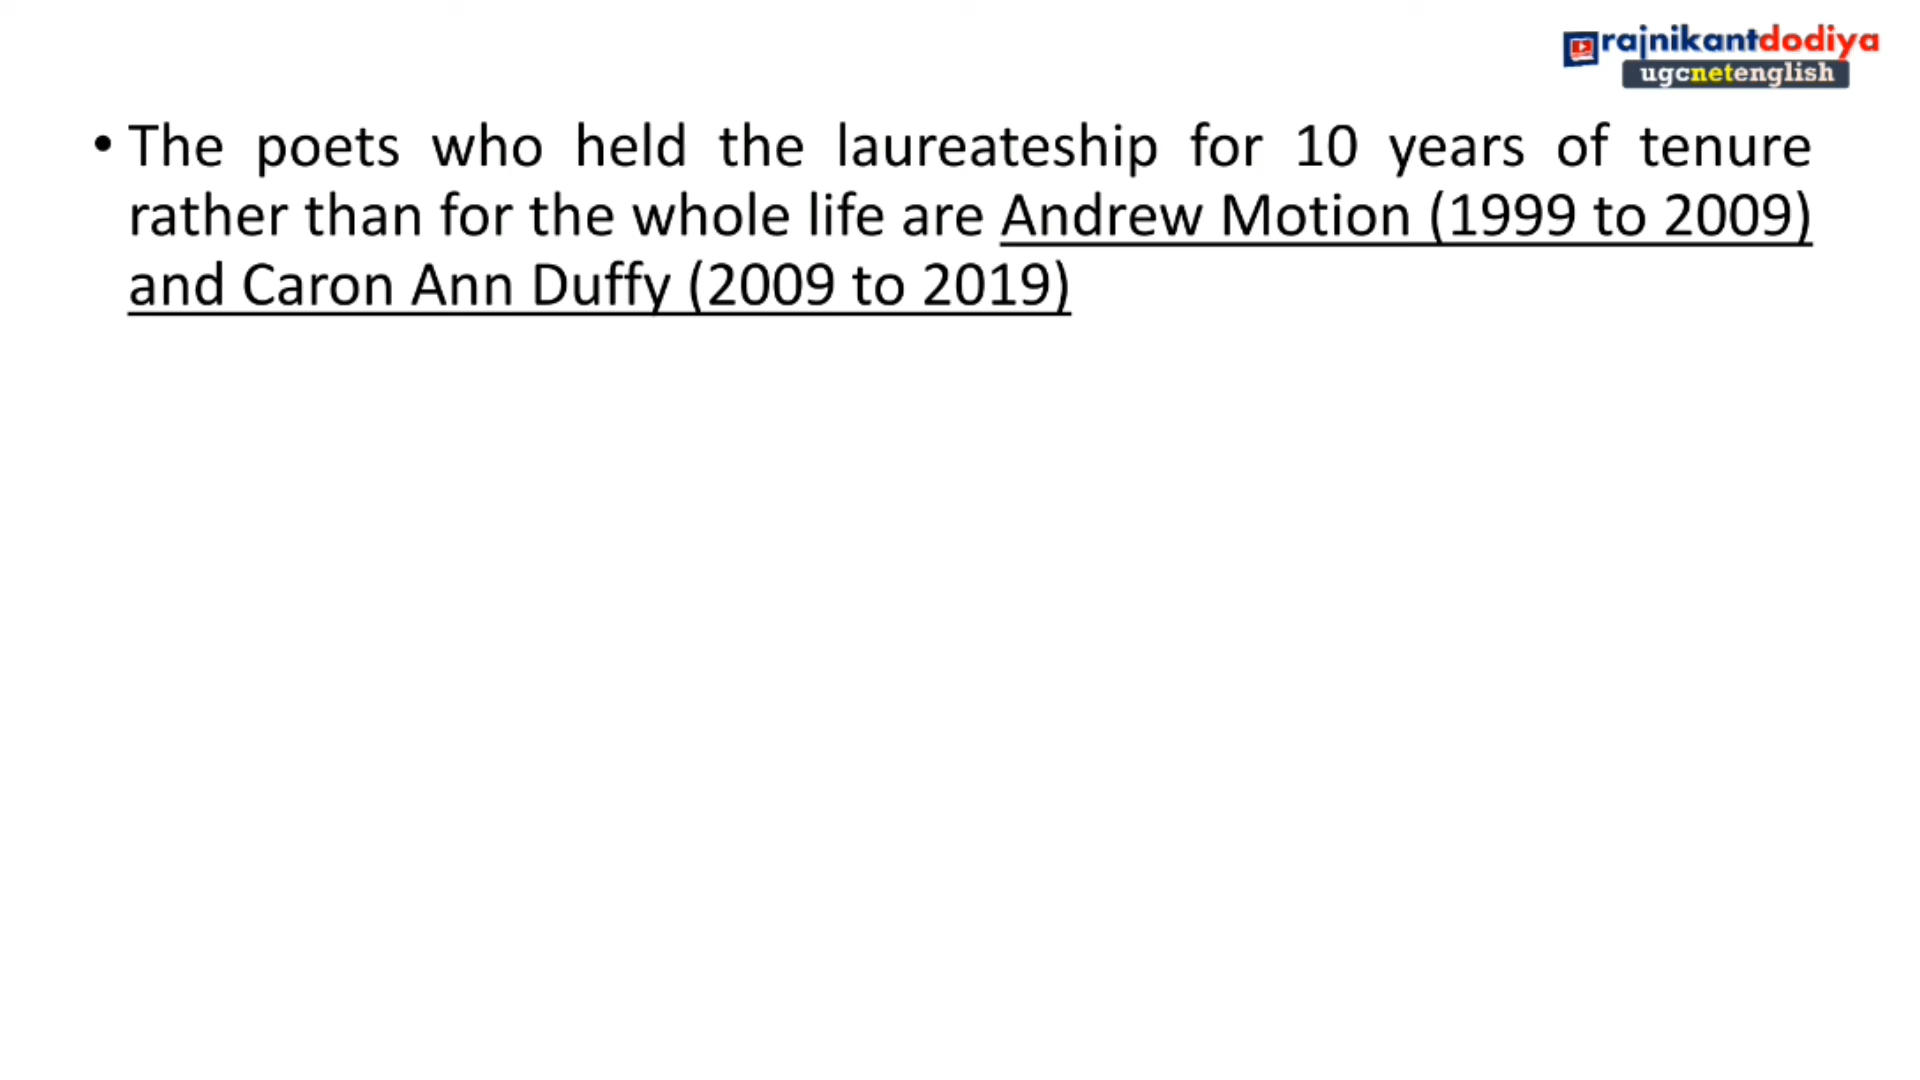 rajnikantdodiya
ugcnetenglish
• The poets who held the laureateship for 10 years of tenure
rather than for the whole life are Andrew Motion (1999 to 2009)
and Caron Ann Duffy (2009 to 2019)